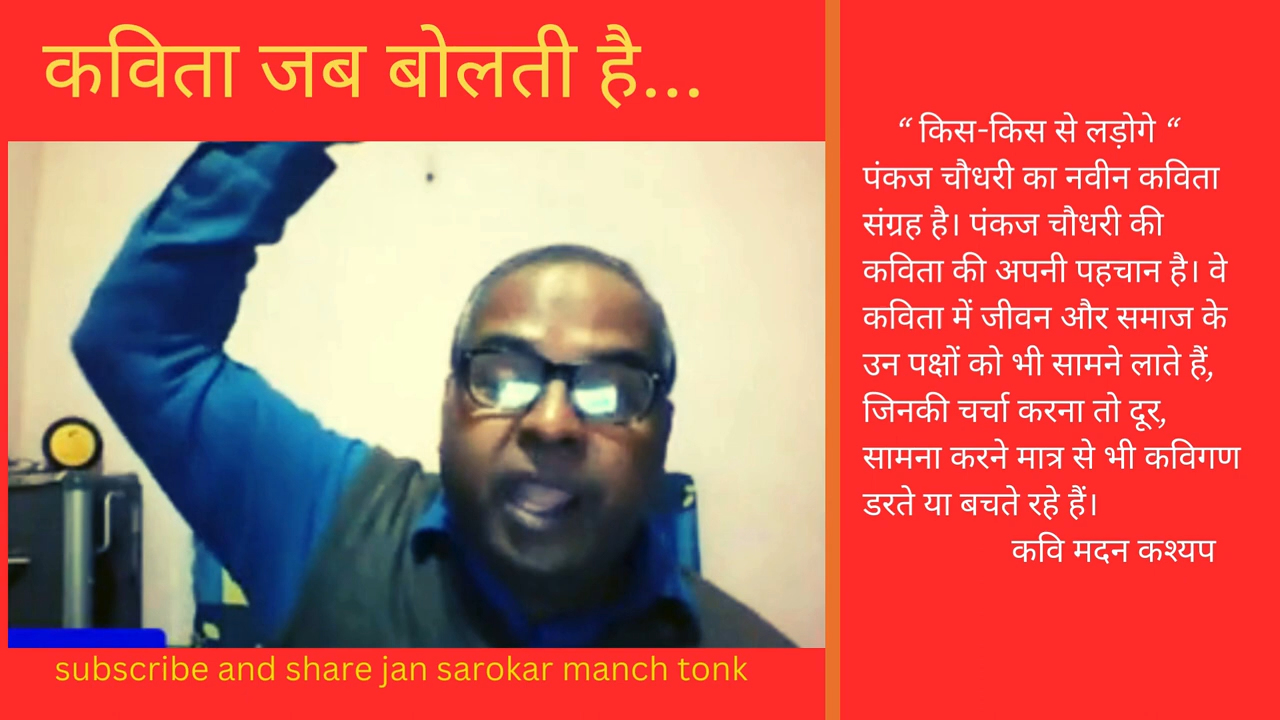 कविता जब बोलती है...
“ किस-किस से लड़ोगे “
पंकज चौधरी का नवीन कविता
संग्रह है। पंकज चौधरी की
कविता की अपनी पहचान है। वे
कविता में जीवन और समाज के
उन पक्षों को भी सामने लाते हैं,
जिनकी चर्चा करना तो दूर,
सामना करने मात्र से भी कविगण
डरते या बचते रहे हैं।
कवि मदन कश्यप
subscribe and share jan sarokar manch tonk